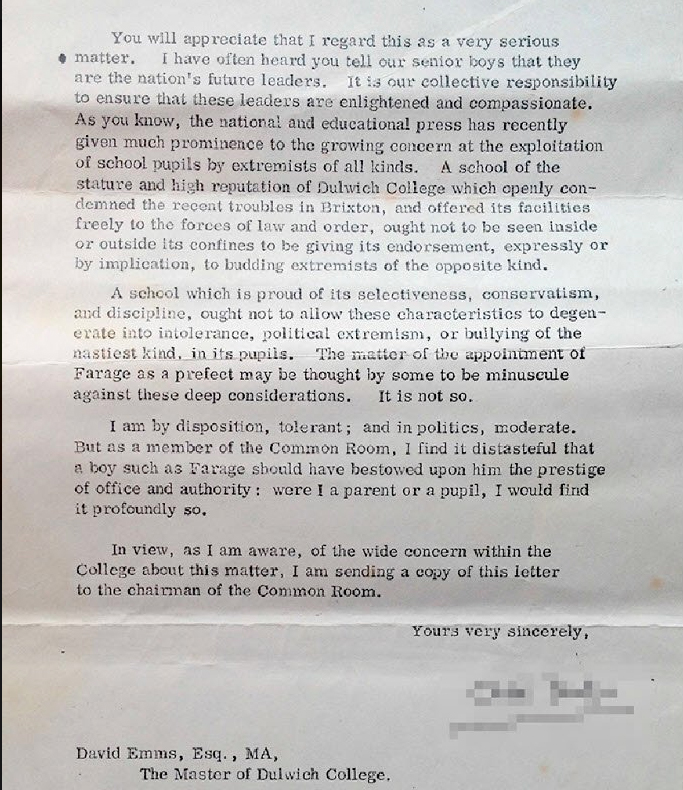 You will appreciate that I regard this as a very serious
matter. I have often heard you tell our senior boys that they
are the nation's future leaders. It is our collective responsibility
to ensure that these leaders are enlightened and compassionate.
As you know, the national and educational press has recently
given much prominence to the growing concern at the exploitation
of school pupils by extremists of all kinds. A school of the
stature and high reputation of Dulwich College which openly con-
demned the recent troubles in Brixton, and offered its facilities
freely to the forces of law and order, ought not to be seen inside
or outside its confines to be giving its endorsement, expressly or
by implication, to budding extremists of the opposite kind.
A school which is proud of its selectiveness, conservatism,
and discipline, ought not to allow these characteristics to degen-
erate into intolerance, political extremism, or bullying of the
nastiest kind, in its pupils. The matter of the appointment of
Farage as a prefect may be thought by some to be minuscule
against these deep considerations. It is not so.
I am by disposition, tolerant; and in politics, moderate.
But as a member of the Common Room, I find it distasteful that
a boy such as Farage should have bestowed upon him the prestige
of office and authority: were I a parent or a pupil, I would find
it profoundly so.
In view, as I am aware, of the wide concern within the
College about this matter, I am sending a copy of this letter
to the chairman of the Common Room.
Yours very sincerely,
David Emms, Esq., MA,
The Master of Dulwich College.